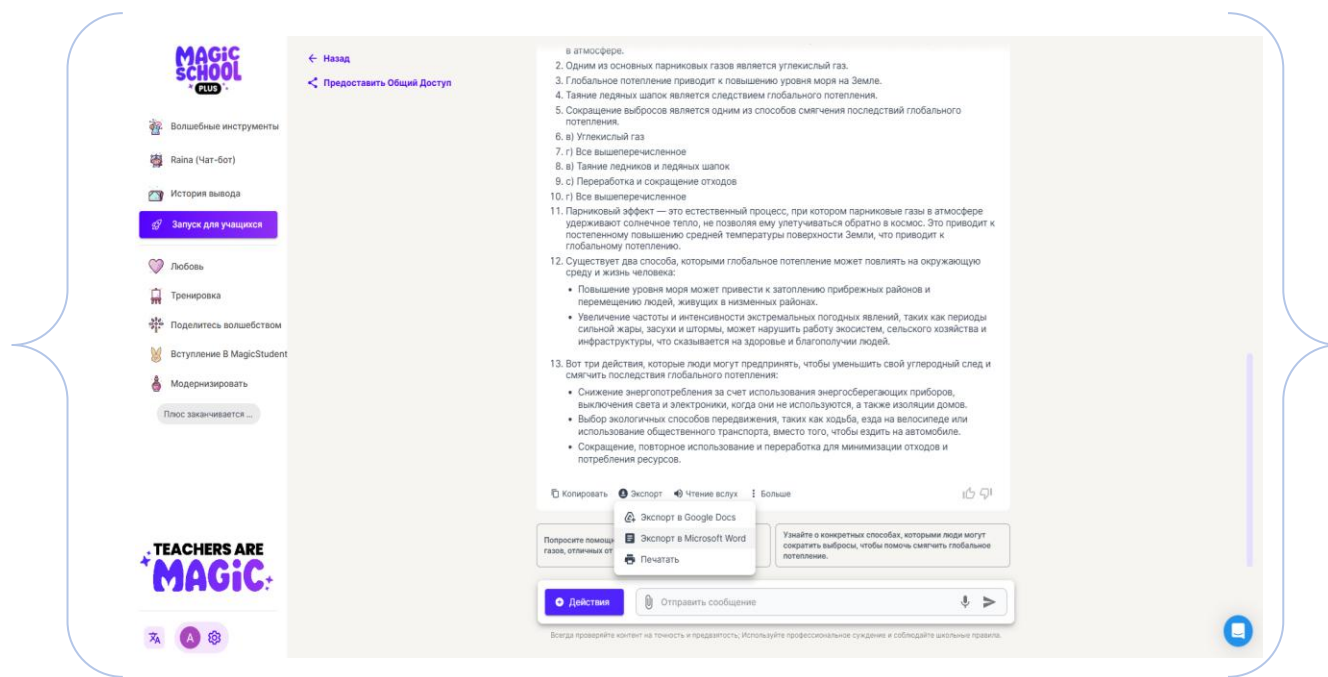 MAGIC
SCHOOL
PLUS
Волшебные инструменты
Raina (Чат-бот)
История вывода
Запуск для учащихся
Любовь
Тренировка
Поделитесь волшебством
Вступление В MagicStudent
Модернизировать
Плюс заканчивается ...
TEACHERS ARE
MAGIC
A
Назад
Предоставить Общий Доступ
в атмосфере.
2. Одним из основных парниковых газов является углекислый газ.
3. Глобальное потепление приводит к повышению уровня моря на Земле.
4. Таяние ледяных шапок является следствием глобального потепления.
5. Сокращение выбросов является одним из способов смягчения последствий глобального
потепления.
6. в) Углекислый газ
7. г) Все вышеперечисленное
8. в) Таяние ледников и ледяных шапок
9. с) Переработка и сокращение отходов
10. г) Все вышеперечисленное
11. Парниковый эффект — это естественный процесс, при котором парниковые газы в атмосфере
удерживают солнечное тепло, не позволяя ему улетучиваться обратно в космос. Это приводит к
постепенному повышению средней температуры поверхности Земли, что приводит к
глобальному потеплению.
12. Существует два способа, которыми глобальное потепление может повлиять на окружающую
среду и жизнь человека:
• Повышение уровня моря может привести к затоплению прибрежных районов и
перемещению людей, живущих в низменных районах.
• Увеличение частоты и интенсивности экстремальных погодных явлений, таких как периоды
сильной жары, засухи и штормы, может нарушить работу экосистем, сельского хозяйства и
инфраструктуры, что сказывается на здоровье и благополучии людей.
13. Вот три действия, которые люди могут предпринять, чтобы уменьшить свой углеродный след и
смягчить последствия глобального потепления:
• Снижение энергопотребления за счет использования энергосберегающих приборов,
выключения света и электроники, когда они не используются, а также изоляции домов.
• Выбор экологичных способов передвижения, таких как ходьба, езда на велосипеде или
использование общественного транспорта, вместо того, чтобы ездить на автомобиле.
• Сокращение, повторное использование и переработка для минимизации отходов и
потребления ресурсов.
Копировать Экспорт Чтение вслух Больше
Экспорт в Google Docs
Экспорт в Microsoft Word
Печатать
Попросите
газов, отличных от
Узнайте о конкретных способах, которыми люди могут
сократить выбросы, чтобы помочь смягчить глобальное
потепление.
Действия
Отправить сообщение
Всегда проверяйте контент на точность и предвзятость; Используйте профессиональное суждение и соблюдайте школьные правила.